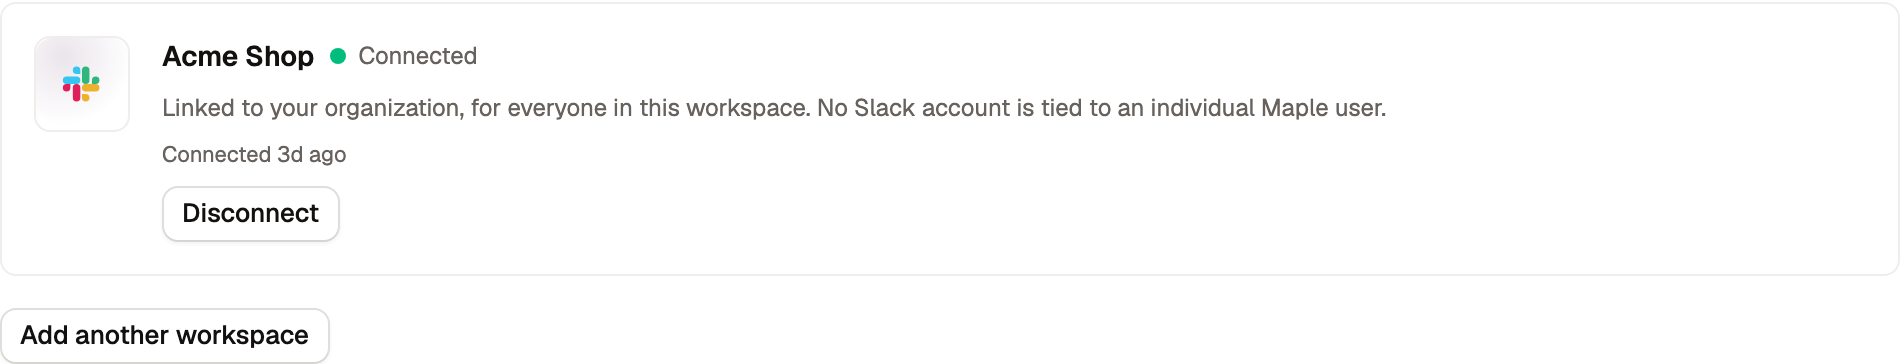 Acme Shop Connected
Linked to your organization, for everyone in this workspace. No Slack account is tied to an individual Maple user.
Connected 3d ago
Disconnect
Add another workspace